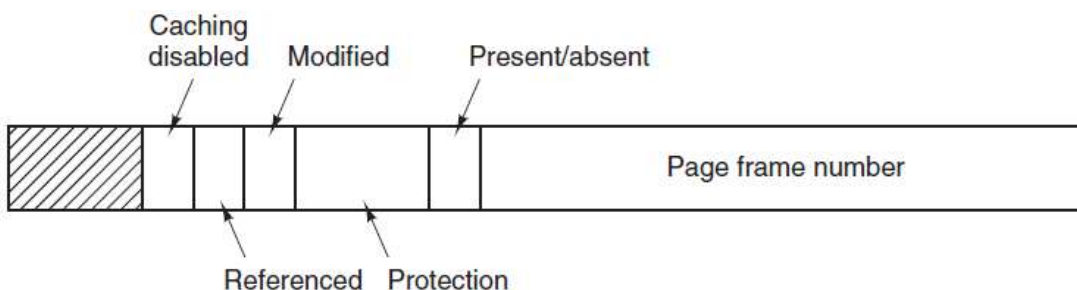 Caching
disabled
Modified
Present/absent
Page frame number
Referenced
Protection